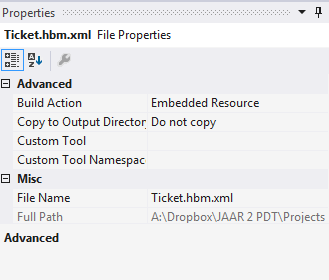 Properties
Ticket.hbm.xml File Properties
Advanced
Build Action Embedded Resource
Copy to Output Director Do not copy
Custom Tool
Custom Tool Namespac
Misc
File Name Ticket.hbm.xml
Full Path A:\Dropbox\JAAR 2 PDT\Projects
Advanced